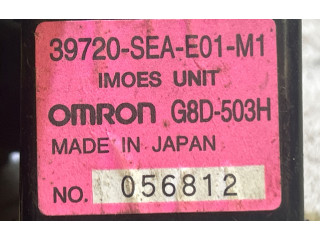 39720-SEA-E01-M1
IMOES UNIT
OMRON G8D-503H
MADE IN JAPAN
NO. 056812